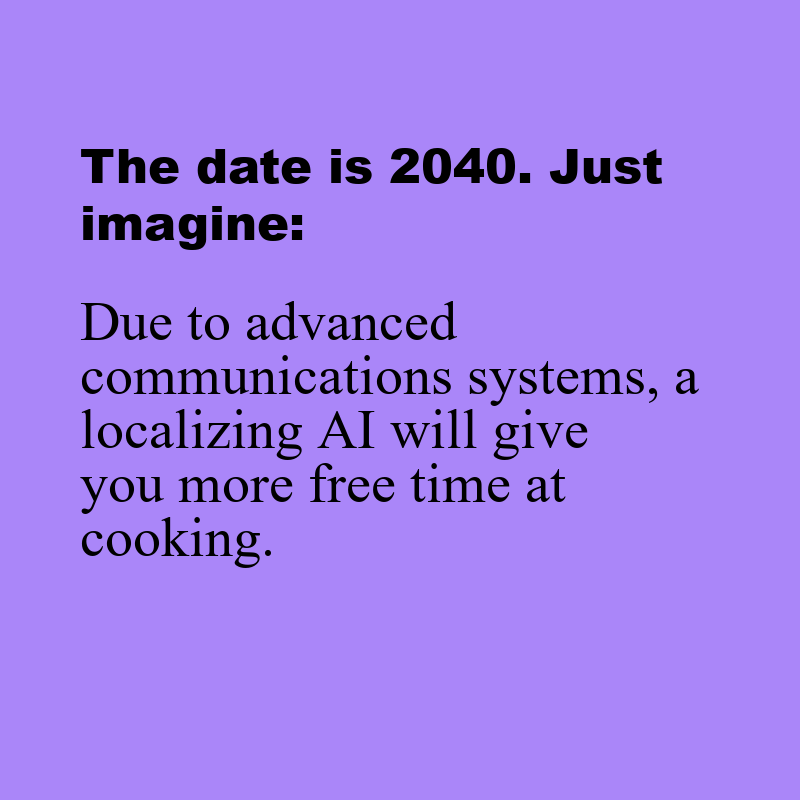 The date is 2040. Just
imagine:
Due to advanced
communications systems, a
localizing AI will give
you more free time at
cooking.